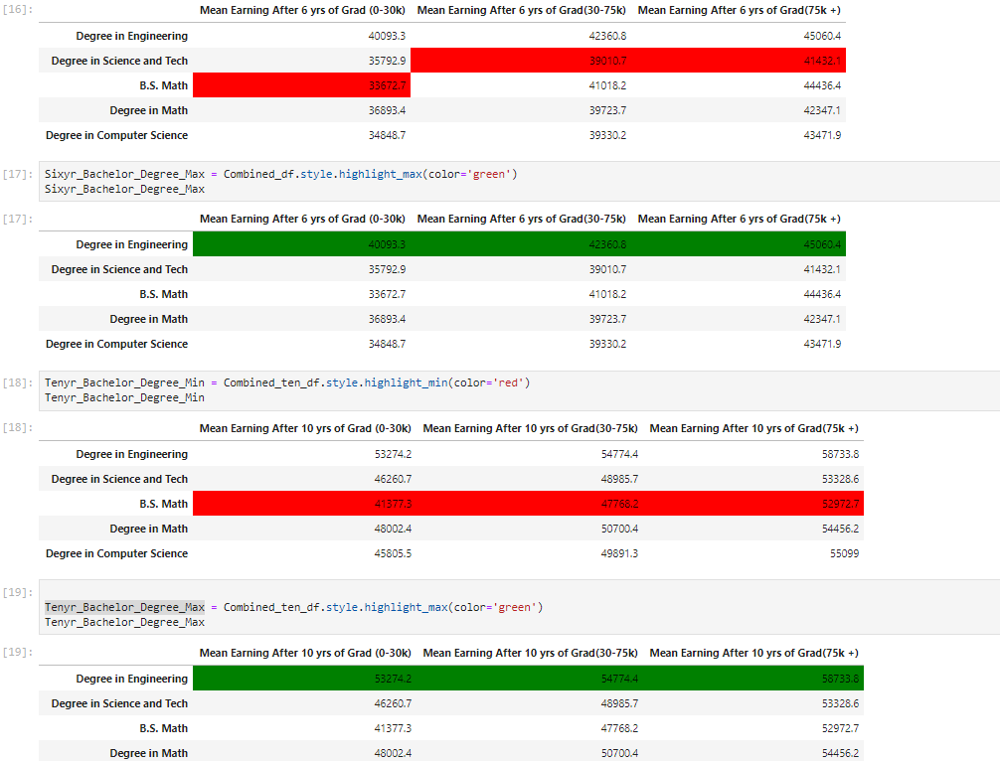 [16]: Mean Earning After 6 yrs of Grad (0-30k) Mean Earning After 6 yrs of Grad(30-75k) Mean Earning After 6 yrs of Grad(75k +)
Degree in Engineering 40093.3 42360.8 45060.4
Degree in Science and Tech 35792.9 39010.7 41432.1
B.S. Math 33672.7 41018.2 44436.4
Degree in Math 36893.4 39723.7 42347.1
Degree in Computer Science 34848.7 39330.2 43471.9
[17]: Sixyr_Bachelor_Degree_Max = Combined_df.style.highlight_max(color='green')
Sixyr_Bachelor_Degree_Max
[17]: Mean Earning After 6 yrs of Grad (0-30k) Mean Earning After 6 yrs of Grad(30-75k) Mean Earning After 6 yrs of Grad(75k +)
Degree in Engineering 40093.3 42360.8 45060.4
Degree in Science and Tech 35792.9 39010.7 41432.1
B.S. Math 33672.7 41018.2 44436.4
Degree in Math 36893.4 39723.7 42347.1
Degree in Computer Science 34848.7 39330.2 43471.9
[18]: Tenyr_Bachelor_Degree_Min = Combined_ten_df.style.highlight_min(color='red')
Tenyr_Bachelor_Degree_Min
[18]: Mean Earning After 10 yrs of Grad (0-30k) Mean Earning After 10 yrs of Grad(30-75k) Mean Earning After 10 yrs of Grad(75k +)
Degree in Engineering 53274.2 54774.4 58733.8
Degree in Science and Tech 46260.7 48985.7 53328.6
B.S. Math 41377.3 47768.2 52972.7
Degree in Math 48002.4 50700.4 54456.2
Degree in Computer Science 45805.5 49891.3 55099
[19]:
Tenyr_Bachelor_Degree_Max = Combined_ten_df.style.highlight_max(color='green')
Tenyr_Bachelor_Degree_Max
[19]: Mean Earning After 10 yrs of Grad (0-30k) Mean Earning After 10 yrs of Grad(30-75k) Mean Earning After 10 yrs of Grad(75k +)
Degree in Engineering 53274.2 54774.4 58733.8
Degree in Science and Tech 46260.7 48985.7 53328.6
B.S. Math 41377.3 47768.2 52972.7
Degree in Math 48002.4 50700.4 54456.2